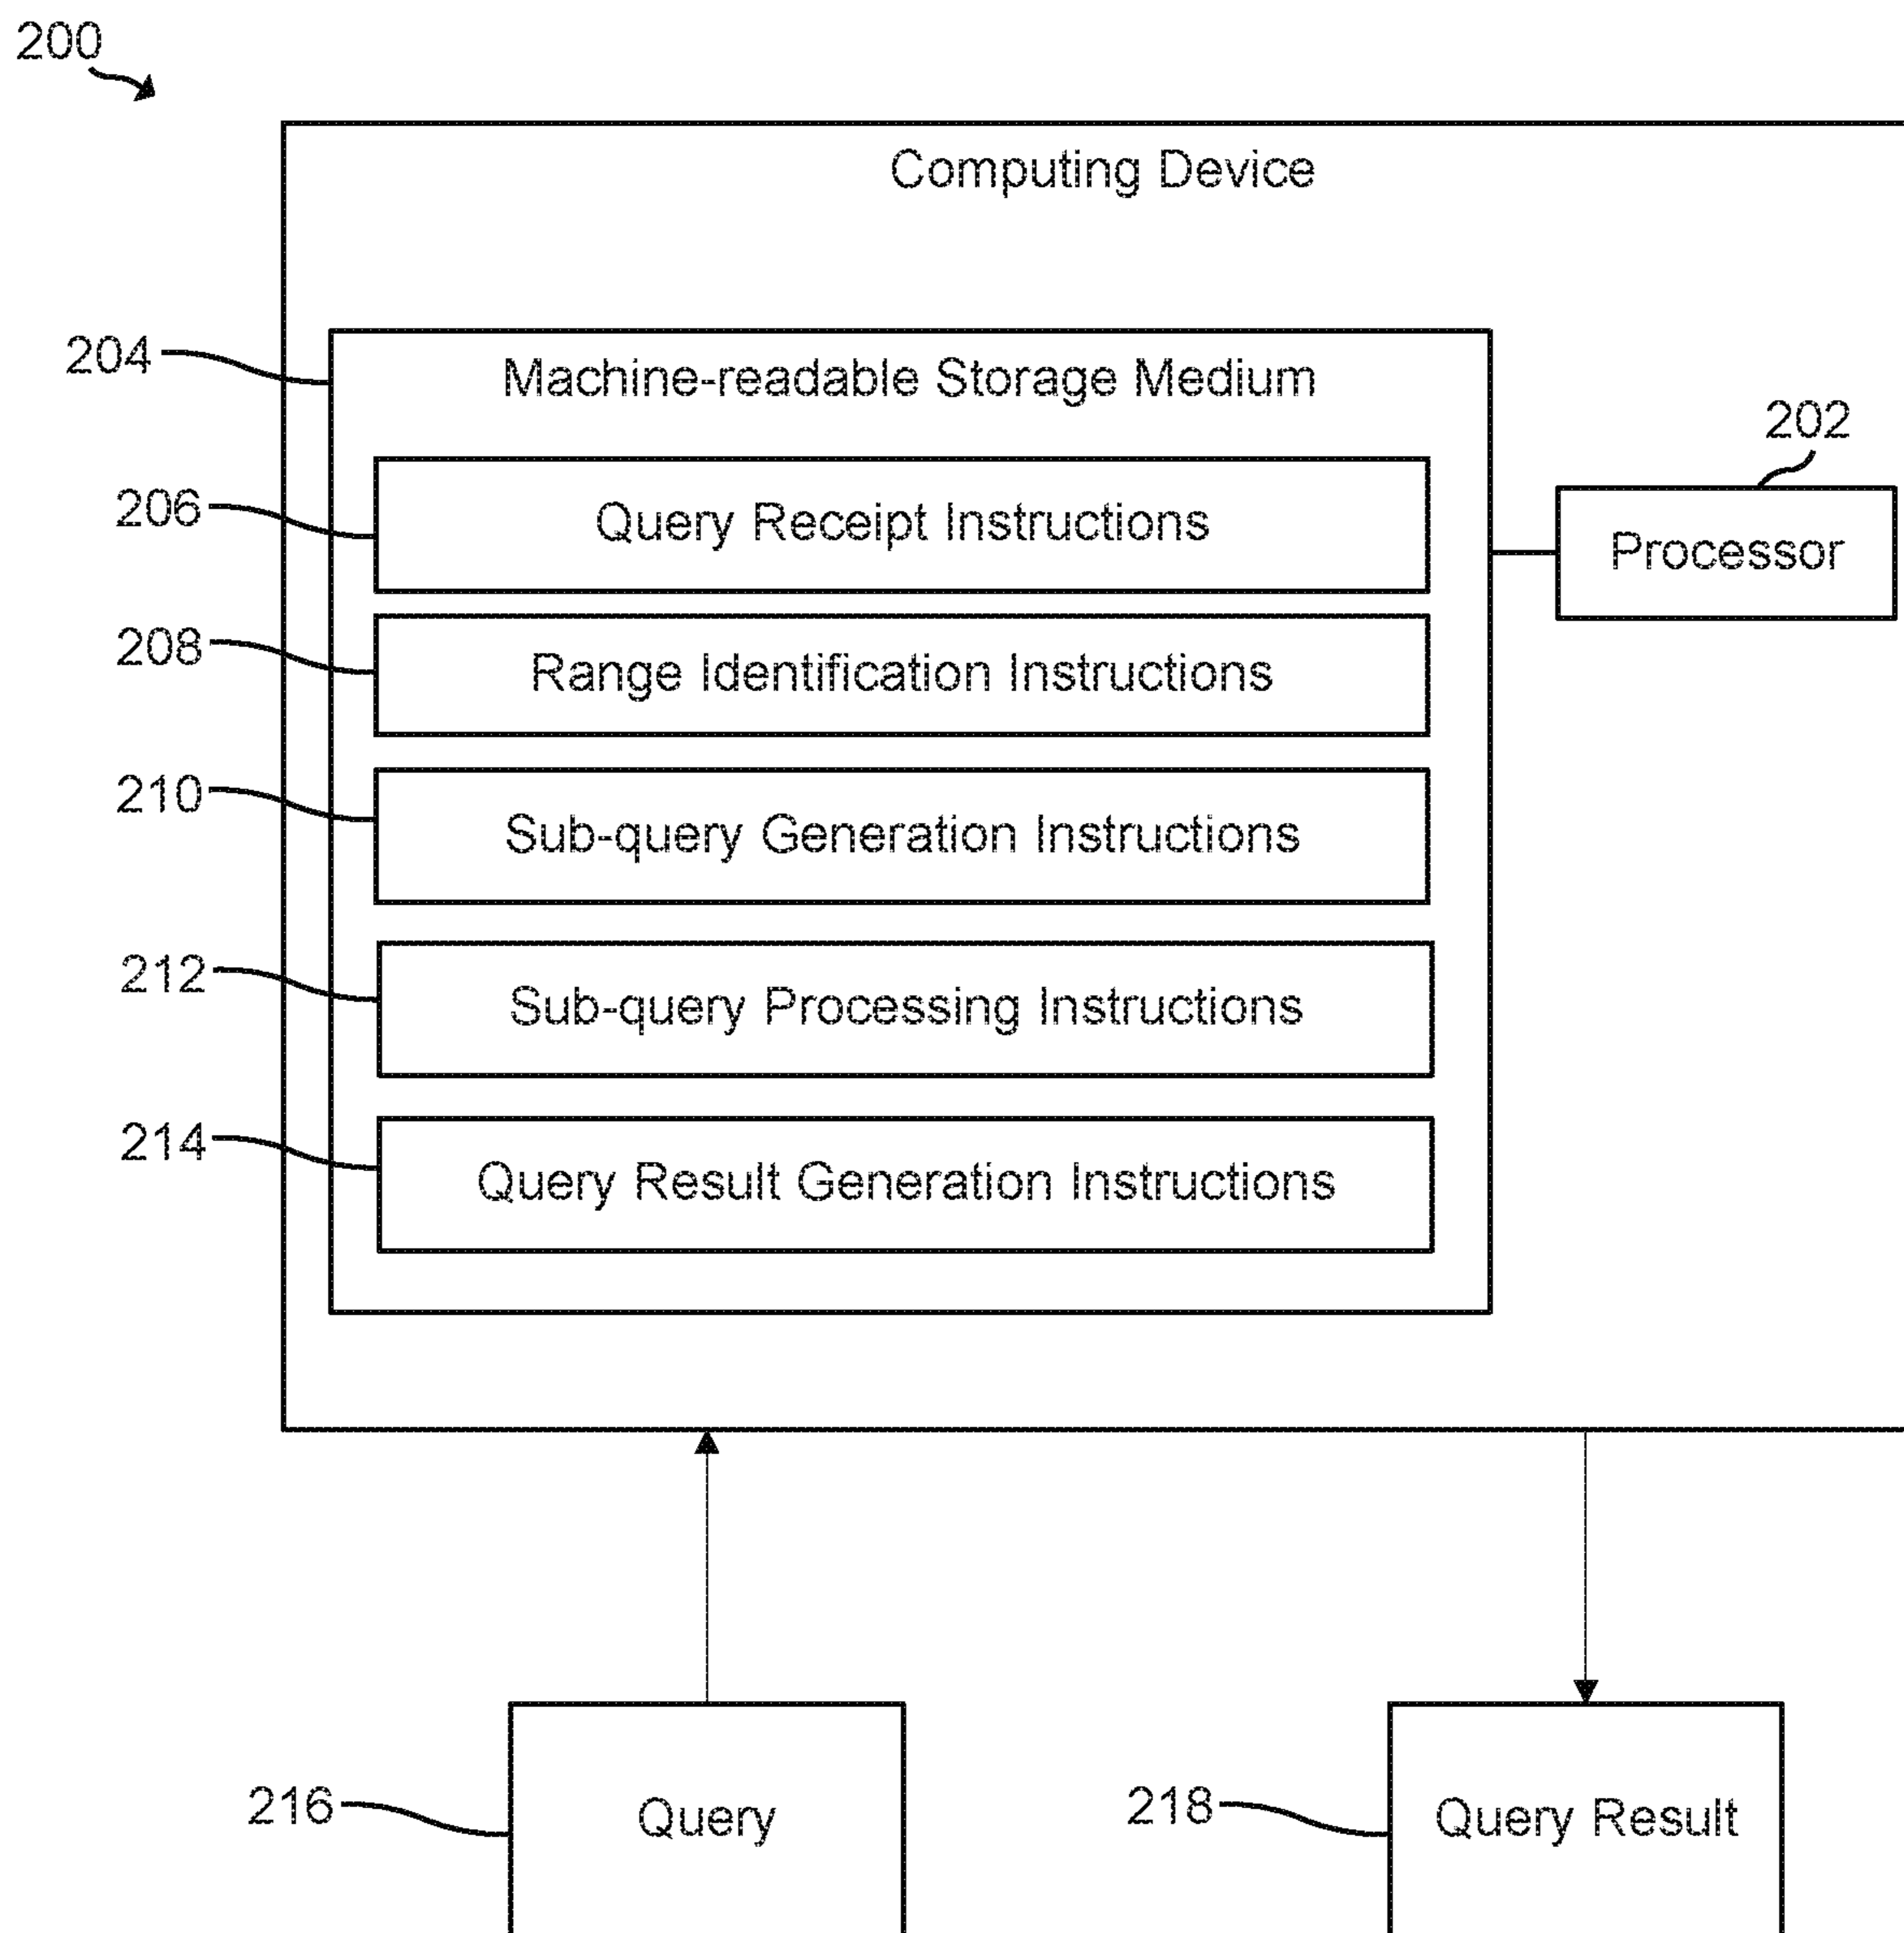 200
Computing Device
204
Machine-readable Storage Medium
202
206
Query Receipt Instructions
Processor
208
Range Identification Instructions
210
Sub-query Generation Instructions
212
Sub-query Processing Instructions
214
Query Result Generation Instructions
216
Query
218
Query Result